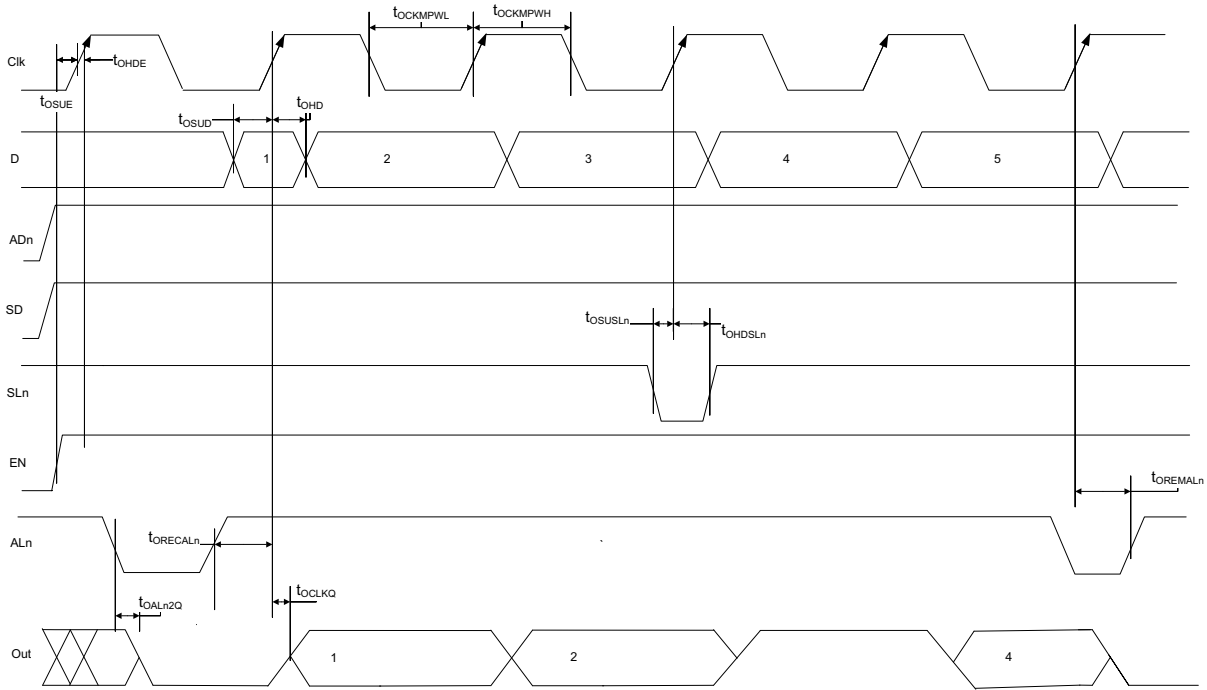 tOCKMPWL
tOCKMPWH
Clk
tOHDE
tOSUE
tOSUD
tOHD
D
1
2
3
4
5
ADn
SD
tOSUSLn
tOHDSLn
SLn
EN
tOREMALn
ALn
tORECALn
tOALn2Q
tOCLKQ
Out
1
2
4